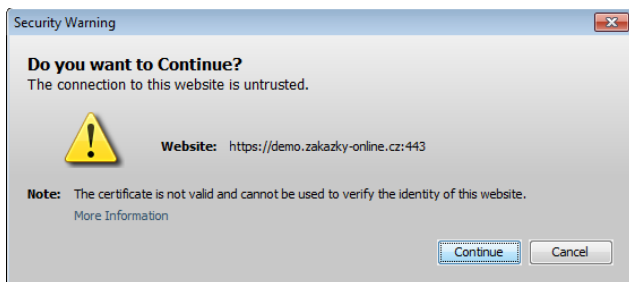 Security Warning
Do you want to Continue?
The connection to this website is untrusted.
Website: https://demo.zakazky-online.cz:443
Note: The certificate is not valid and cannot be used to verify the identity of this website.
More Information
Continue Cancel